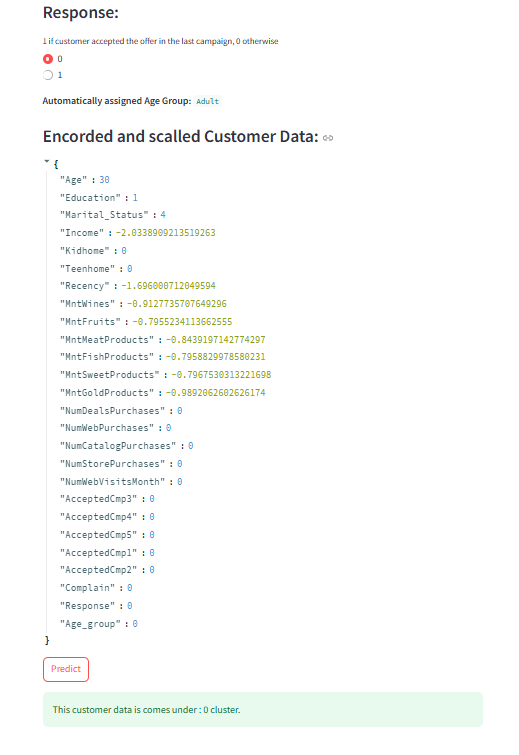 Response:
1 if customer accepted the offer in the last campaign, 0 otherwise
0
1
Automatically assigned Age Group: Adult
Encorded and scalled Customer Data:
{
"Age" : 30
"Education" : 1
"Marital_Status" : 4
"Income" : -2.0338909213519263
"Kidhome" : 0
"Teenhome" : 0
"Recency" : -1.696000712049594
"MntWines" : -0.9127735707649296
"MntFruits" : -0.7955234113662555
"MntMeatProducts" : -0.8439197142774297
"MntFishProducts" : -0.7958829978580231
"MntSweetProducts" : -0.7967530313221698
"MntGoldProducts" : -0.9892062602626174
"NumDealsPurchases" : 0
"NumWebPurchases" : 0
"NumCatalogPurchases" : 0
"NumStorePurchases" : 0
"NumWebVisitsMonth" : 0
"AcceptedCmp3" : 0
"AcceptedCmp4" : 0
"AcceptedCmp5" : 0
"AcceptedCmp1" : 0
"AcceptedCmp2" : 0
"Complain" : 0
"Response" : 0
"Age_group" : 0
}
Predict
This customer data is comes under : 0 cluster.